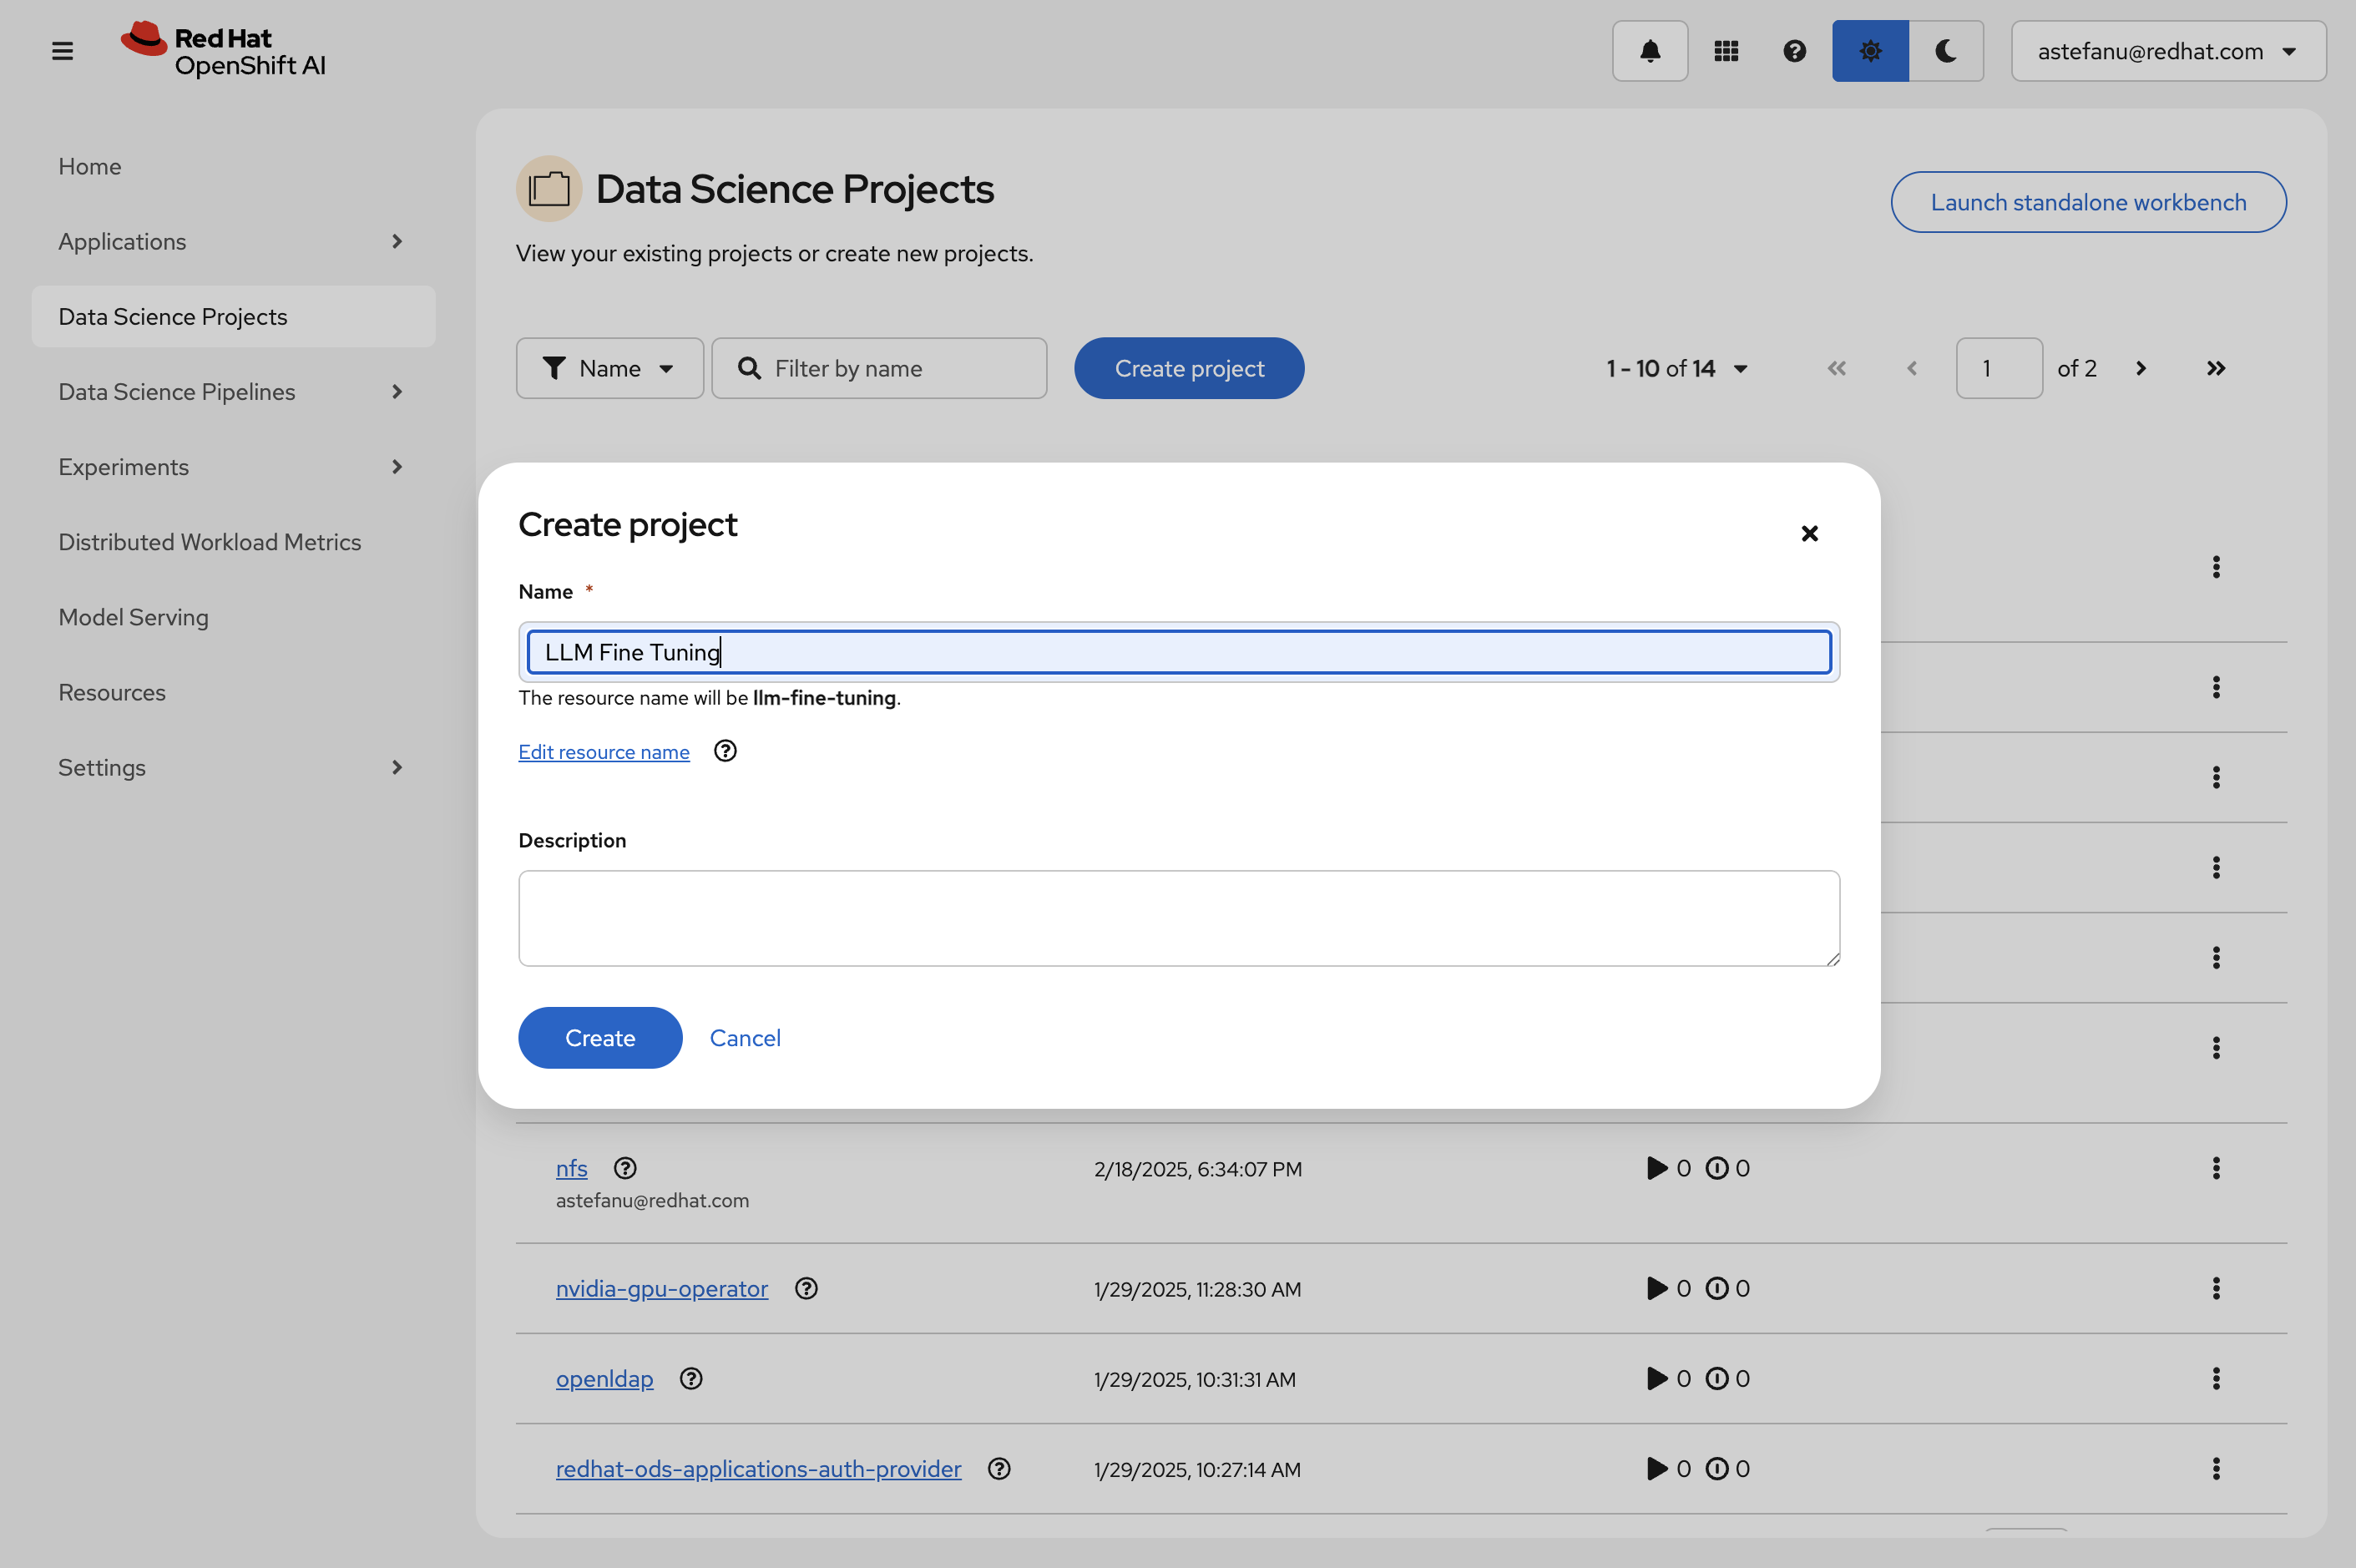 Red Hat
OpenShift AI
astefanu@redhat.com
Home
Applications
Data Science Projects
Data Science Pipelines
Experiments
Distributed Workload Metrics
Model Serving
Resources
Settings
Data Science Projects
Launch standalone workbench
View your existing projects or create new projects.
Name
Filter by name
Create project
1 - 10 of 14
1
of 2
Create project
Name *
LLM Fine Tuning
The resource name will be llm-fine-tuning.
Edit resource name
Description
Create
Cancel
nfs
2/18/2025, 6:34:07 PM
0
0
astefanu@redhat.com
nvidia-gpu-operator
1/29/2025, 11:28:30 AM
0
0
openldap
1/29/2025, 10:31:31 AM
0
0
redhat-ods-applications-auth-provider
1/29/2025, 10:27:14 AM
0
0